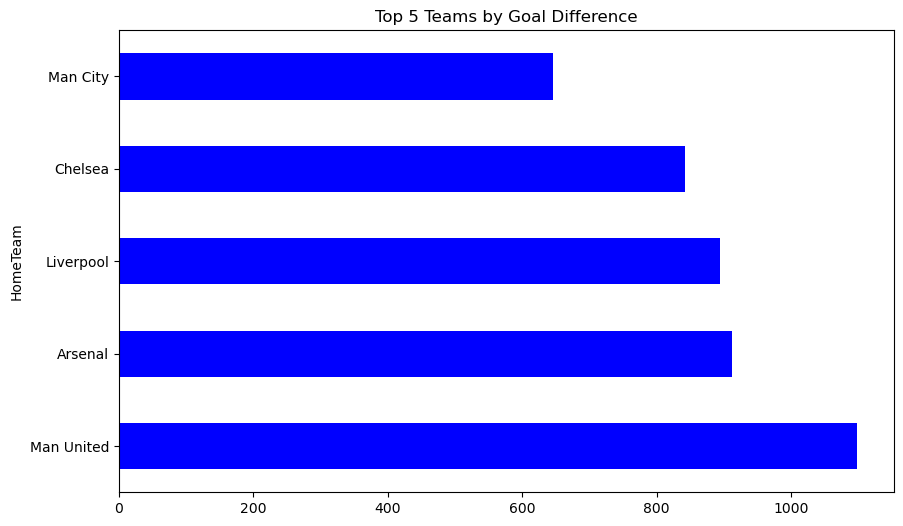 Top 5 Teams by Goal Difference
HomeTeam
Man City
Chelsea
Liverpool
Arsenal
Man United
0 200 400 600 800 1000